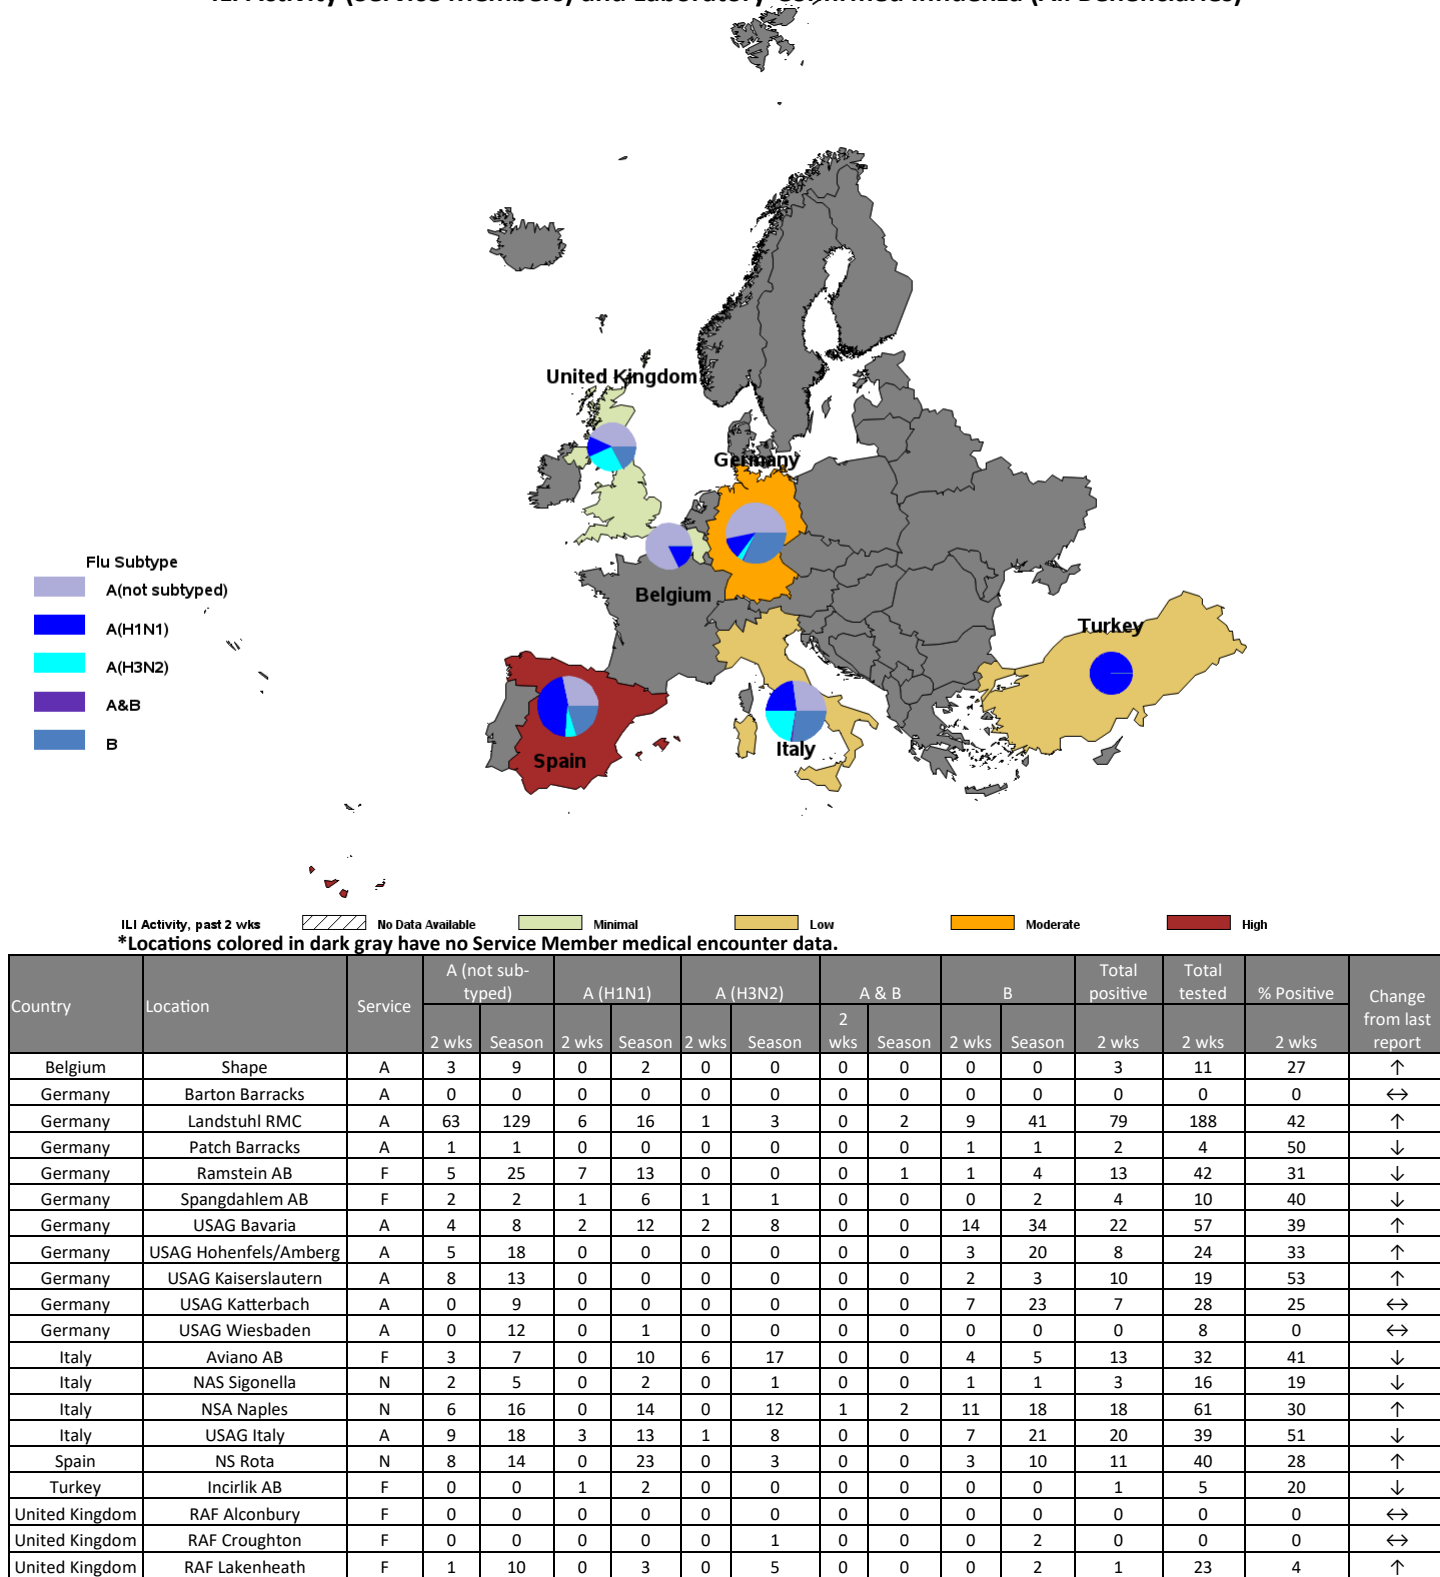 United Kingdom
Germany
Flu Subtype
A(not subtyped)
Belgium
A(H1N1)
Turkey
A(H3N2)
A&B
B
Italy
Spain
ILI Activity, past 2 wks No Data Available Minimal Low Moderate High
*Locations colored in dark gray have no Service Member medical encounter data.
Country Location Service A (not sub-typed) A (H1N1) A (H3N2) A & B B Total positive Total tested % Positive Change from last report
2 wks Season 2 wks Season 2 wks Season 2 wks Season 2 wks Season 2 wks 2 wks 2 wks
Belgium Shape A 3 9 0 2 0 0 0 0 0 0 3 11 27 ↑
Germany Barton Barracks A 0 0 0 0 0 0 0 0 0 0 0 0 0 ↔
Germany Landstuhl RMC A 63 129 6 16 1 3 0 2 9 41 79 188 42 ↑
Germany Patch Barracks A 1 1 0 0 0 0 0 0 1 1 2 4 50 ↓
Germany Ramstein AB F 5 25 7 13 0 0 0 1 1 4 13 42 31 ↓
Germany Spangdahlem AB F 2 2 1 6 1 1 0 0 0 2 4 10 40 ↓
Germany USAG Bavaria A 4 8 2 12 2 8 0 0 14 34 22 57 39 ↑
Germany USAG Hohenfels/Amberg A 5 18 0 0 0 0 0 0 3 20 8 24 33 ↑
Germany USAG Kaiserslautern A 8 13 0 0 0 0 0 0 2 3 10 19 53 ↑
Germany USAG Katterbach A 0 9 0 0 0 0 0 0 7 23 7 28 25 ↔
Germany USAG Wiesbaden A 0 12 0 1 0 0 0 0 0 0 0 8 0 ↔
Italy Aviano AB F 3 7 0 10 6 17 0 0 4 5 13 32 41 ↓
Italy NAS Sigonella N 2 5 0 2 0 1 0 0 1 1 3 16 19 ↓
Italy NSA Naples N 6 16 0 14 0 12 1 2 11 18 18 61 30 ↑
Italy USAG Italy A 9 18 3 13 1 8 0 0 7 21 20 39 51 ↓
Spain NS Rota N 8 14 0 23 0 3 0 0 3 10 11 40 28 ↑
Turkey Incirlik AB F 0 0 1 2 0 0 0 0 0 0 1 5 20 ↓
United Kingdom RAF Alconbury F 0 0 0 0 0 0 0 0 0 0 0 0 0 ↔
United Kingdom RAF Croughton F 0 0 0 0 0 1 0 0 0 2 0 0 0 ↔
United Kingdom RAF Lakenheath F 1 10 0 3 0 5 0 0 0 2 1 23 4 ↑